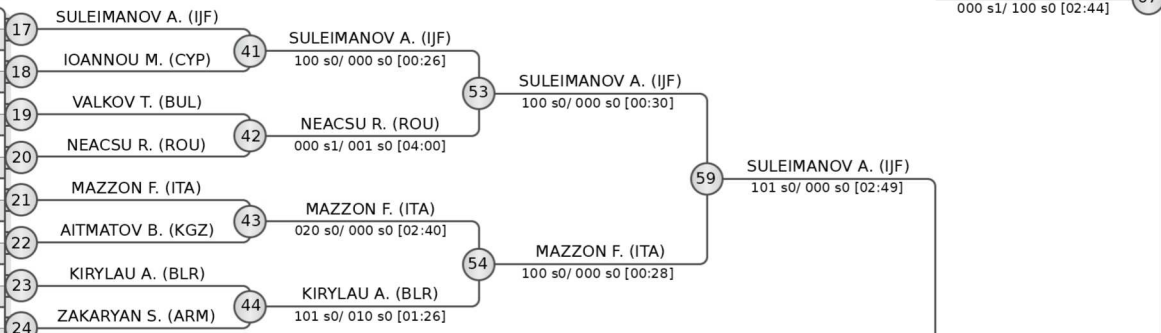 000 s1/ 100 s0 [02:44]
17
SULEIMANOV A. (IJF)
18
IOANNOU M. (CYP)
41
SULEIMANOV A. (IJF)
100 s0/ 000 s0 [00:26]
19
VALKOV T. (BUL)
20
NEACSU R. (ROU)
42
NEACSU R. (ROU)
000 s1/ 001 s0 [04:00]
53
SULEIMANOV A. (IJF)
100 s0/ 000 s0 [00:30]
21
MAZZON F. (ITA)
22
AITMATOV B. (KGZ)
43
MAZZON F. (ITA)
020 s0/ 000 s0 [02:40]
23
KIRYLAU A. (BLR)
24
ZAKARYAN S. (ARM)
44
KIRYLAU A. (BLR)
101 s0/ 010 s0 [01:26]
54
MAZZON F. (ITA)
100 s0/ 000 s0 [00:28]
59
SULEIMANOV A. (IJF)
101 s0/ 000 s0 [02:49]